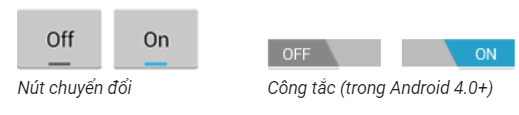 Off On OFF ON
Nút chuyển đổi Công tắc (trong Android 4.0+)